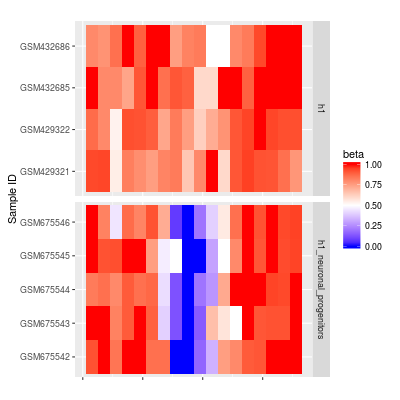 GSM432686
GSM432685
GSM429322
GSM429321
h1
GSM675546
GSM675545
GSM675544
GSM675543
GSM675542
h1_neuronal_progenitors
Sample ID
beta
1.00
0.75
0.50
0.25
0.00